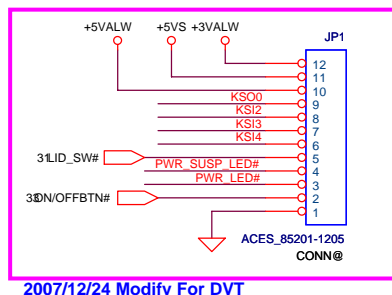 +5VALW
+5VS
+3VALW
JP1
12
11
10
KSO0 9
KSI2 8
KSI3 7
KSI4 6
31 LID_SW# 5
PWR_SUSP_LED# 4
PWR_LED# 3
33 ON/OFFBTN# 2
1
ACES_85201-1205
CONN@
2007/12/24 Modify For DVT